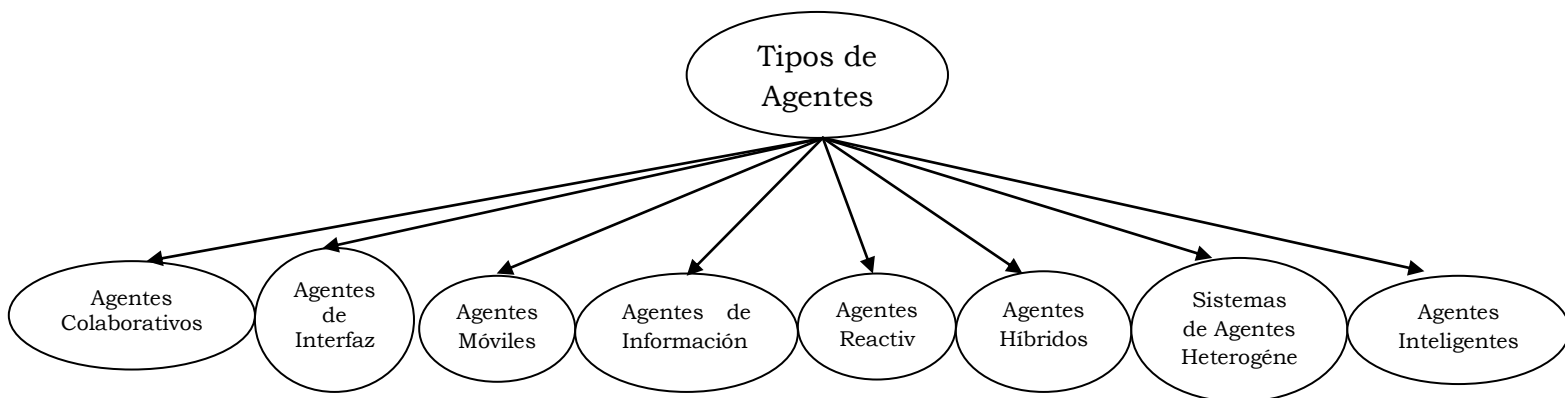 Tipos de
Agentes
Agentes
Colaborativos
Agentes
de
Interfaz
Agentes
Móviles
Agentes de
Información
Agentes
Reactiv
Agentes
Híbridos
Sistemas
de Agentes
Heterogéne
Agentes
Inteligentes